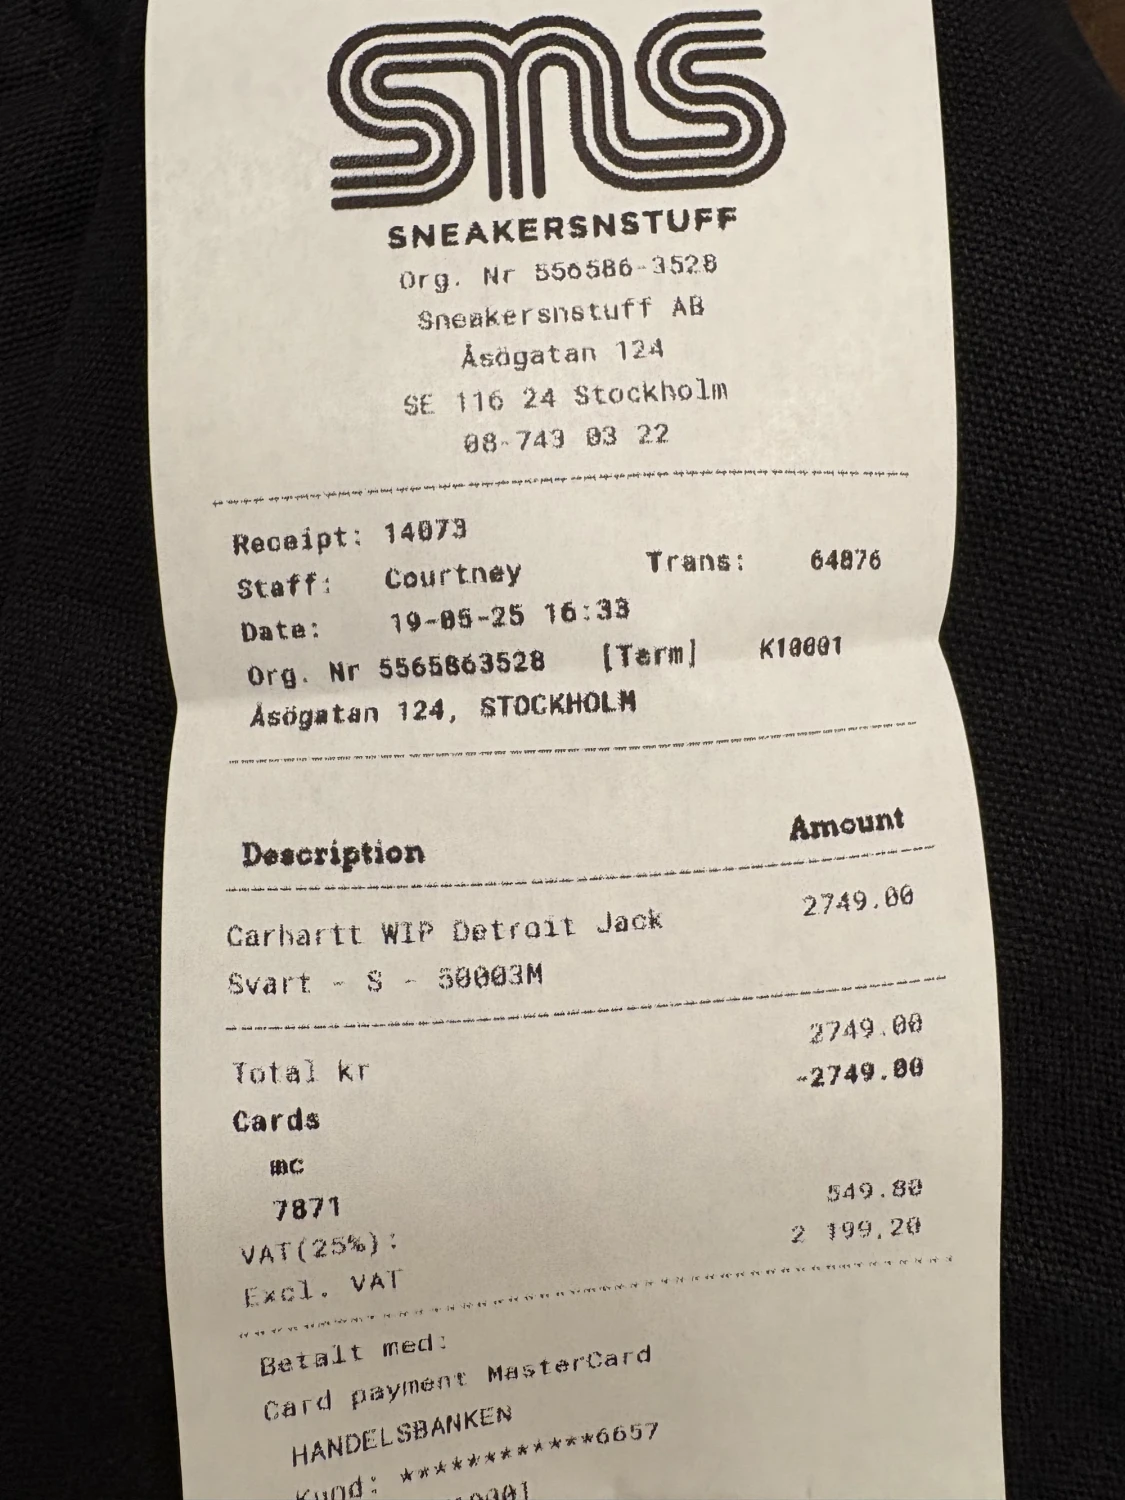 sns
SNEAKERSNSTUFF
Org. Nr 556586-3528
Sneakersnstuff AB
Åsögatan 124
SE 116 24 Stockholm
08-743 03 22
Receipt: 14073
Staff: Courtney Trans: 64876
Date: 19-05-25 16:33
Org. Nr 5565863528 [Term] K10001
Åsögatan 124, STOCKHOLM
Description Amount
Carhartt WIP Detroit Jack 2749.00
Svart - S - 50003M
Total kr 2749.00
Cards -2749.00
mc
7871
VAT(25%): 549.80
Excl. VAT 2 199,20
Betalt med:
Card payment MasterCard
HANDELSBANKEN
Kund: ************6657